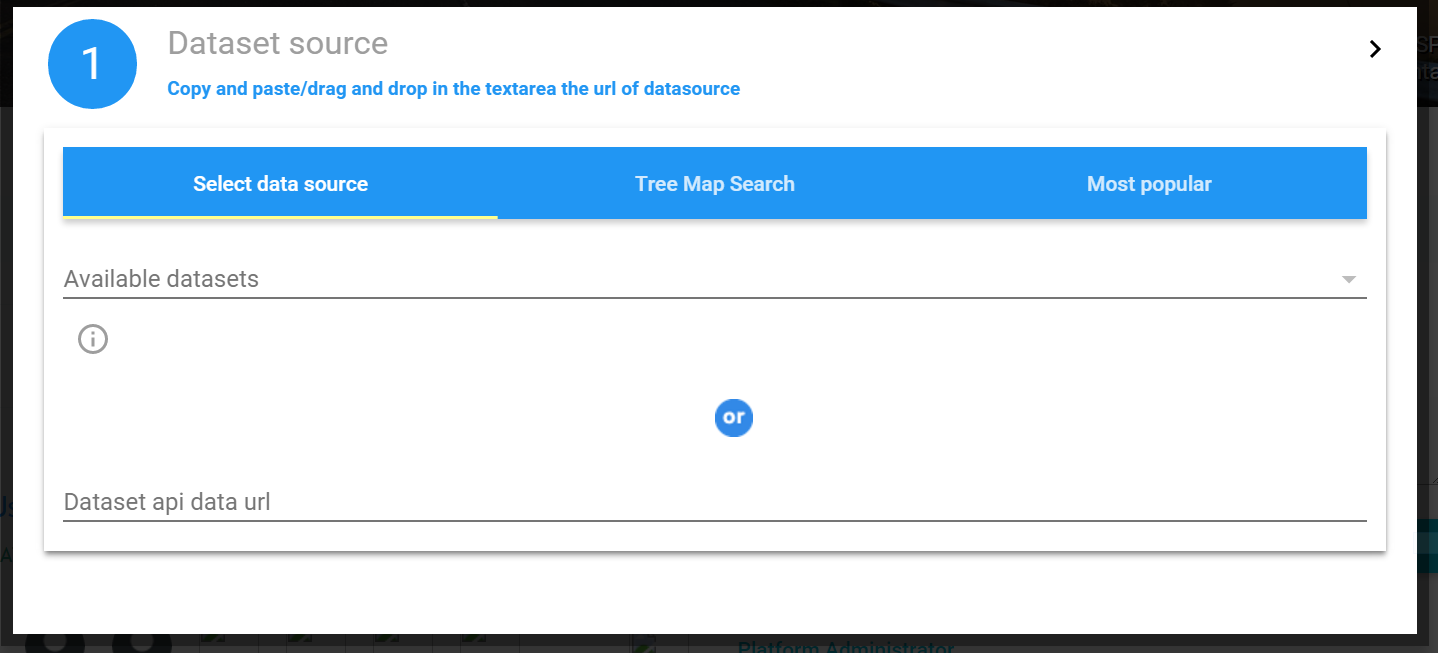 1
Dataset source
Copy and paste/drag and drop in the textarea the url of datasource
Select data source
Tree Map Search
Most popular
Available datasets
or
Dataset api data url
Platform Administrator